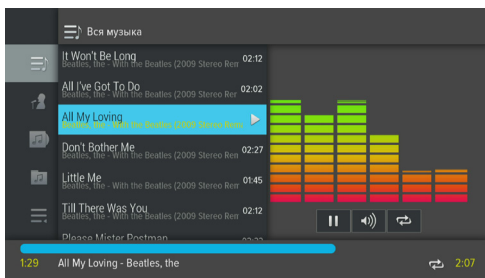 Вся музыка
It Won't Be Long 02:12
Beatles, the - With the Beatles (2009 Stereo Rem
All I've Got To Do 02:02
Beatles, the - With the Beatles (2009 Stereo Rer
All My Loving
Beatles, the - With the Beatles (2009 Stereo Rem
Don't Bother Me 02:27
Beatles, the - With the Beatles (2009 Stereo Rem
Little Me 01:45
Beatles, the - With the Beatles (2009 Stereo Rem
Till There Was You 02:12
Beatles, the - With the Beatles (2009 Stereo Rem
Please Mister Postman
1:29 All My Loving - Beatles, the 2:07